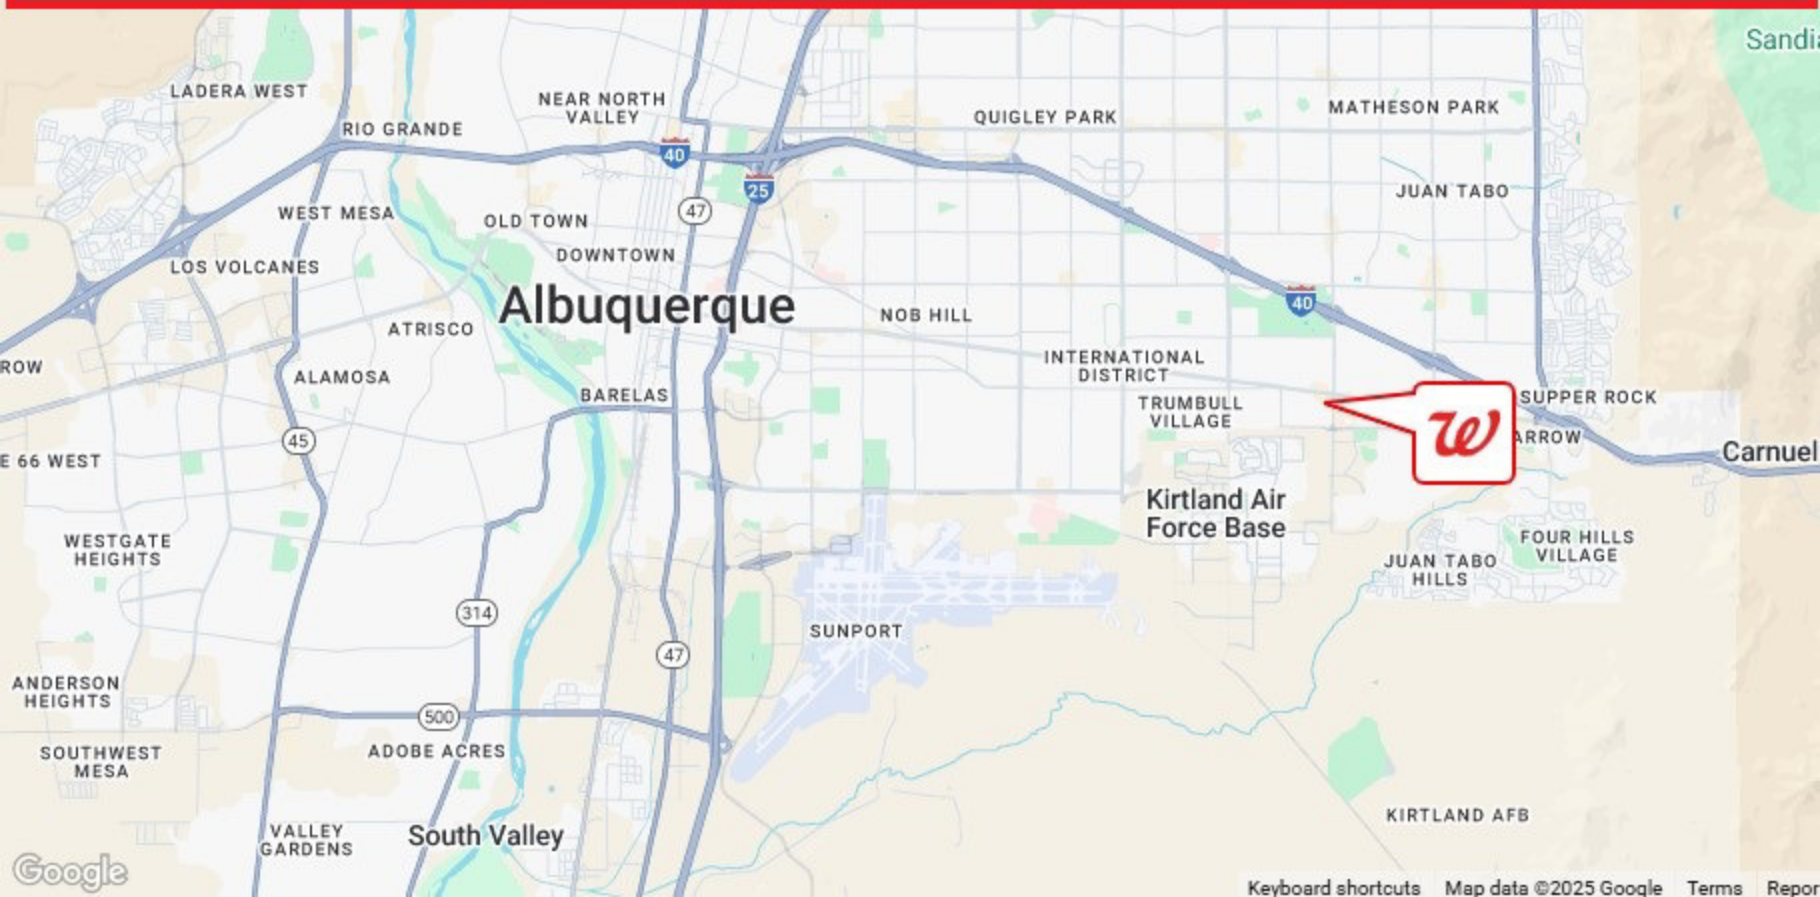 Sandia
LADERA WEST
NEAR NORTH
VALLEY
QUIGLEY PARK
MATHESON PARK
RIO GRANDE
40
25
JUAN TABO
WEST MESA
OLD TOWN
47
DOWNTOWN
LOS VOLCANES
Albuquerque
40
NOB HILL
ATRISCO
INTERNATIONAL
DISTRICT
ROW
ALAMOSA
BARELAS
TRUMBULL
VILLAGE
SUPPER ROCK
W
ARROW
45
Carnuel
E 66 WEST
Kirtland Air
Force Base
WESTGATE
HEIGHTS
FOUR HILLS
VILLAGE
JUAN TABO
HILLS
314
SUNPORT
47
ANDERSON
HEIGHTS
500
ADOBE ACRES
SOUTHWEST
MESA
KIRTLAND AFB
VALLEY
GARDENS
South Valley
Google
Keyboard shortcuts Map data ©2025 Google Terms Repor